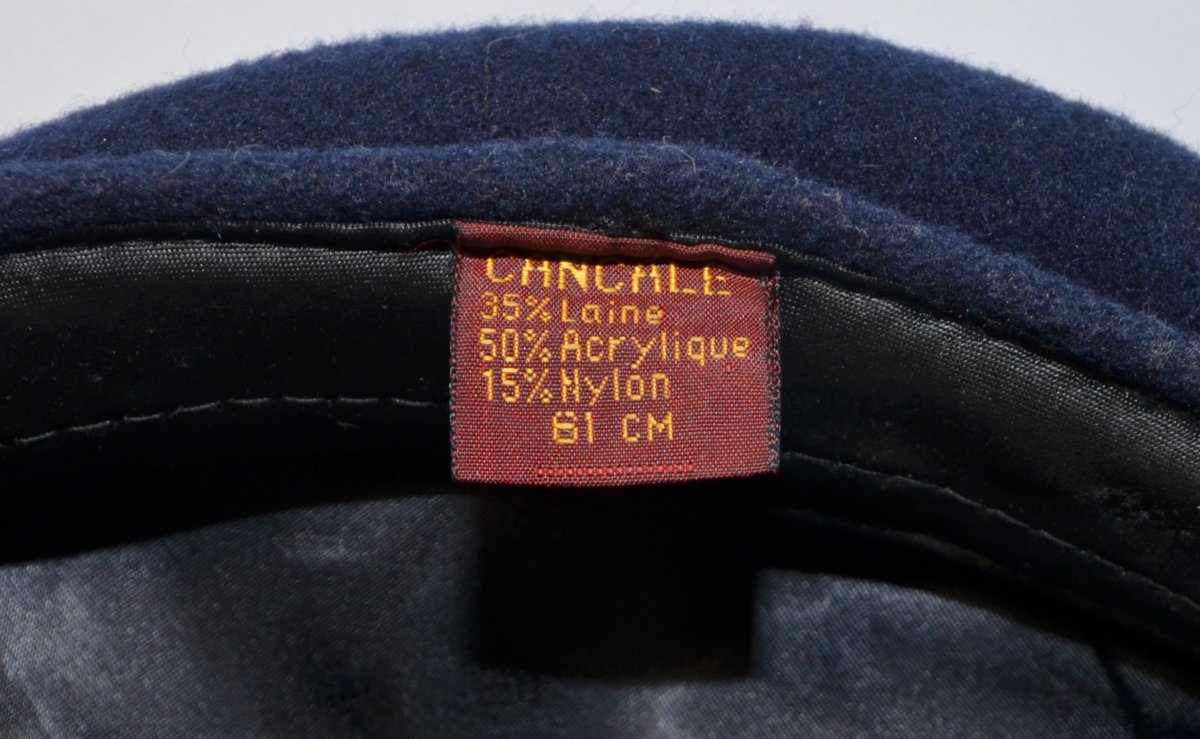 CANCALE
35% Laine
50% Acrylique
15% Nylon
61 CM